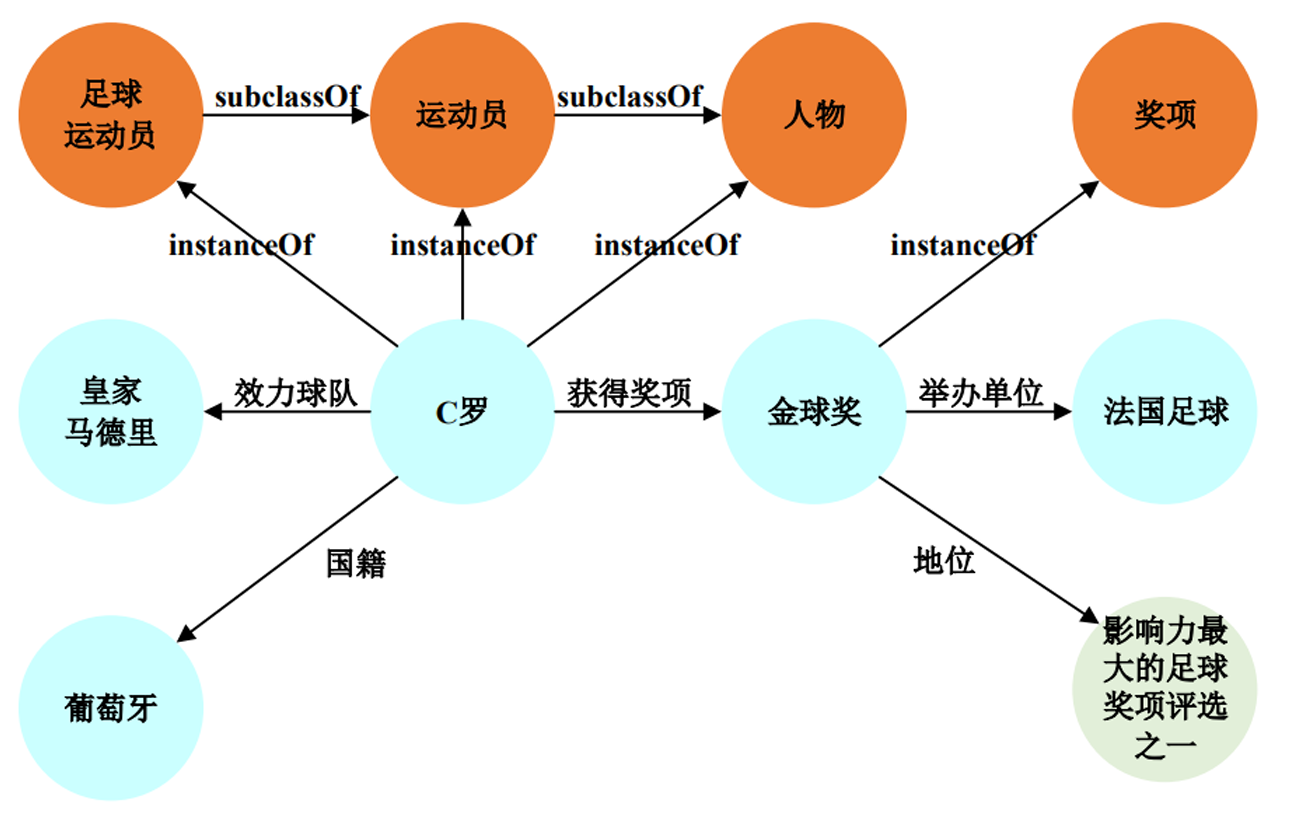 足球
运动员
subclassOf
运动员
subclassOf
人物
奖项
instanceOf
instanceOf
instanceOf
instanceOf
皇家
马德里
效力球队
C罗
获得奖项
金球奖
举办单位
法国足球
国籍
地位
葡萄牙
影响力最
大的足球
奖项评选
之一